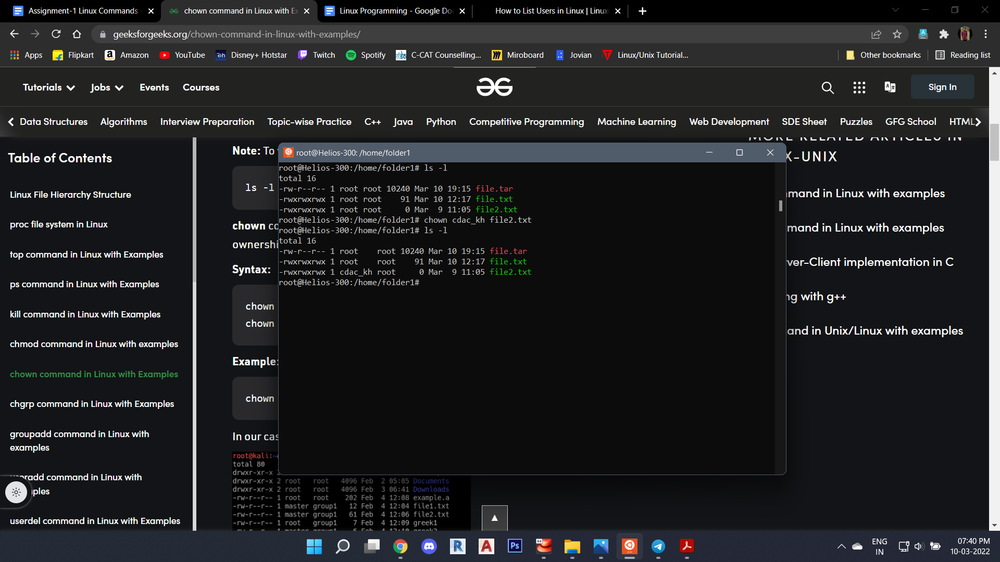 Assignment-1 Linux Commands
chown command in Linux with Ex
Linux Programming - Google Do
How to List Users in Linux | Linuxi
geeksforgeeks.org/chown-command-in-linux-with-examples/
Apps
Flipkart
Amazon
YouTube
Disney+ Hotstar
Twitch
Spotify
C-CAT Counselling...
Miroboard
Jovian
Linux/Unix Tutorial...
Other bookmarks
Reading list
Tutorials
Jobs
Events
Courses
Sign In
Data Structures
Algorithms
Interview Preparation
Topic-wise Practice
C++
Java
Python
Competitive Programming
Machine Learning
Web Development
SDE Sheet
Puzzles
GFG School
HTML
Table of Contents
Linux File Hierarchy Structure
proc file system in Linux
top command in Linux with Examples
ps command in Linux with Examples
kill command in Linux with Examples
chmod command in Linux with examples
chown command in Linux with Examples
chgrp command in Linux with Examples
groupadd command in Linux with
examples
command in Linux with
userdel command in Linux with Examples
Note: To
ls -l
chown co
ownershi
Syntax:
chown
chown
Example:
chown
In our cas
root@kali:~
total 80
drwxr-xr-x 2
drwxr-xr-x 2 root root 4096 Feb 2 05:05 Documents
drwxr-xr-x 2 root root 4096 Feb 3 06:41 Downloads
-rw-r--r-- 1 root root 202 Feb 4 12:08 example.a
-rw-r--r-- 1 master group1 12 Feb 4 12:04 file1.txt
-rw-r--r-- 1 master group1 61 Feb 4 12:06 file2.txt
-rw-r--r-- 1 root group1 7 Feb 4 12:09 greek1
root@Helios-300: /home/folder1
root@Helios-300:/home/folder1# ls -l
total 16
-rw-r--r-- 1 root root 10240 Mar 10 19:15 file.tar
-rwxrwxrwx 1 root root 91 Mar 10 12:17 file.txt
-rwxrwxrwx 1 root root 0 Mar 9 11:05 file2.txt
root@Helios-300:/home/folder1# chown cdac_kh file2.txt
root@Helios-300:/home/folder1# ls -l
total 16
-rw-r--r-- 1 root root 10240 Mar 10 19:15 file.tar
-rwxrwxrwx 1 root root 91 Mar 10 12:17 file.txt
-rwxrwxrwx 1 cdac_kh root 0 Mar 9 11:05 file2.txt
root@Helios-300:/home/folder1#
MORE RELATED ARTICLES IN
X-UNIX
mmand in Linux with examples
mmand in Linux with examples
ver-Client implementation in C
ng with g++
and in Unix/Linux with examples
ENG
IN
07:40 PM
10-03-2022